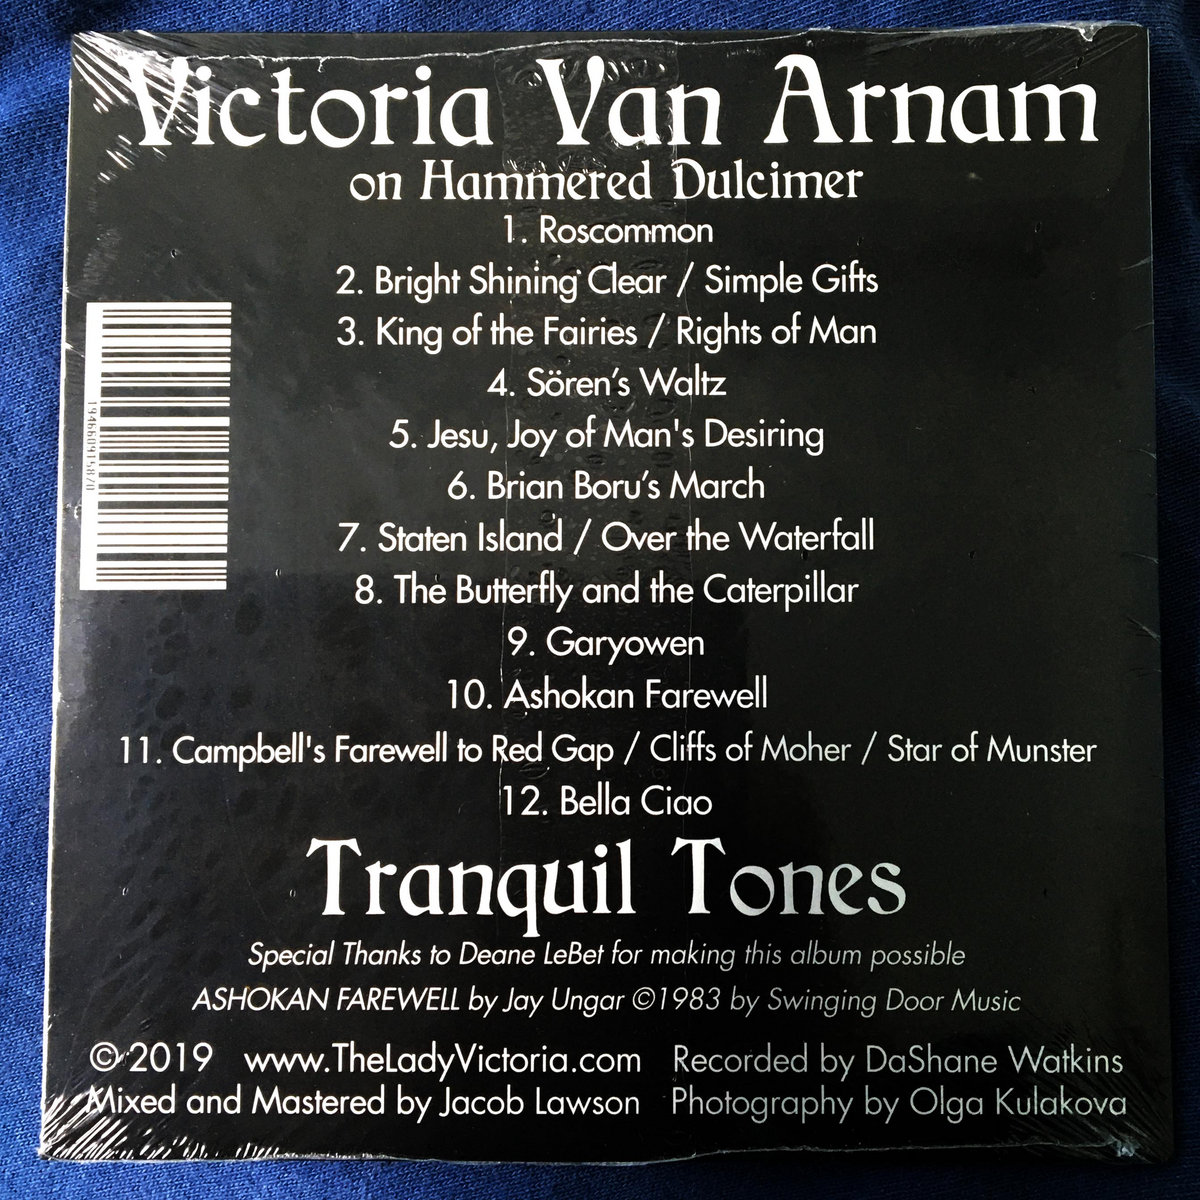 Victoria Van Arnam
on Hammered Dulcimer
1. Roscommon
2. Bright Shining Clear / Simple Gifts
3. King of the Fairies / Rights of Man
4. Sören’s Waltz
5. Jesu, Joy of Man's Desiring
6. Brian Boru’s March
7. Staten Island / Over the Waterfall
8. The Butterfly and the Caterpillar
9. Garyowen
10. Ashokan Farewell
11. Campbell's Farewell to Red Gap / Cliffs of Moher / Star of Munster
12. Bella Ciao
194660915870
Tranquil Tones
Special Thanks to Deane LeBet for making this album possible
ASHOKAN FAREWELL by Jay Ungar ©1983 by Swinging Door Music
© 2019 www.TheLadyVictoria.com Recorded by DaShane Watkins
Mixed and Mastered by Jacob Lawson Photography by Olga Kulakova